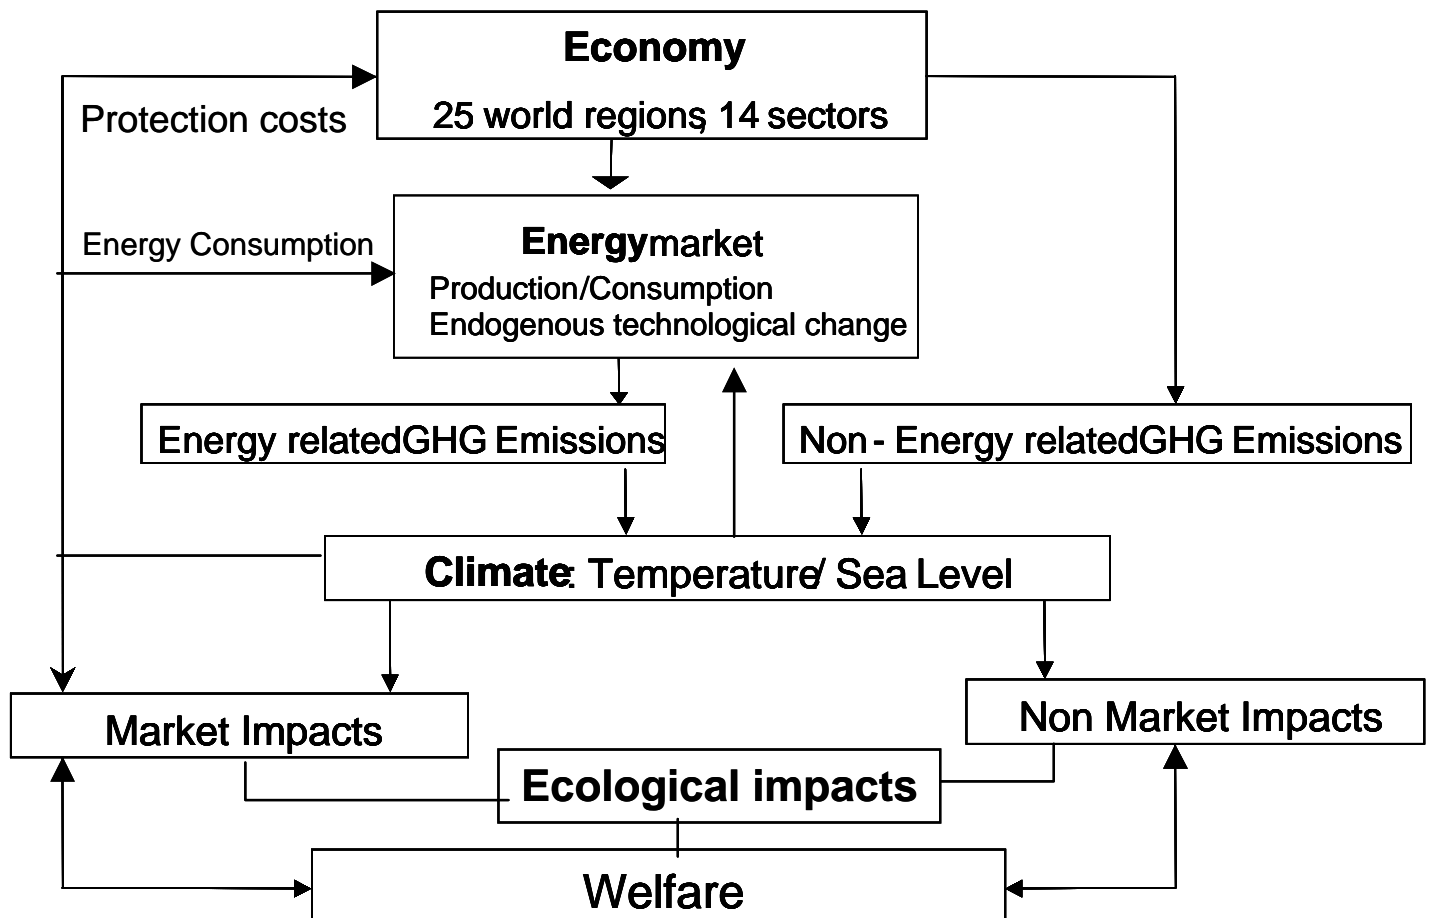 Economy
Protection costs
25 world regions, 14 sectors
Energy Consumption
Energymarket
Production/Consumption
Endogenous technological change
Energy relatedGHG Emissions
Non - Energy relatedGHG Emissions
Climate: Temperature/ Sea Level
Market Impacts
Non Market Impacts
Ecological impacts
Welfare